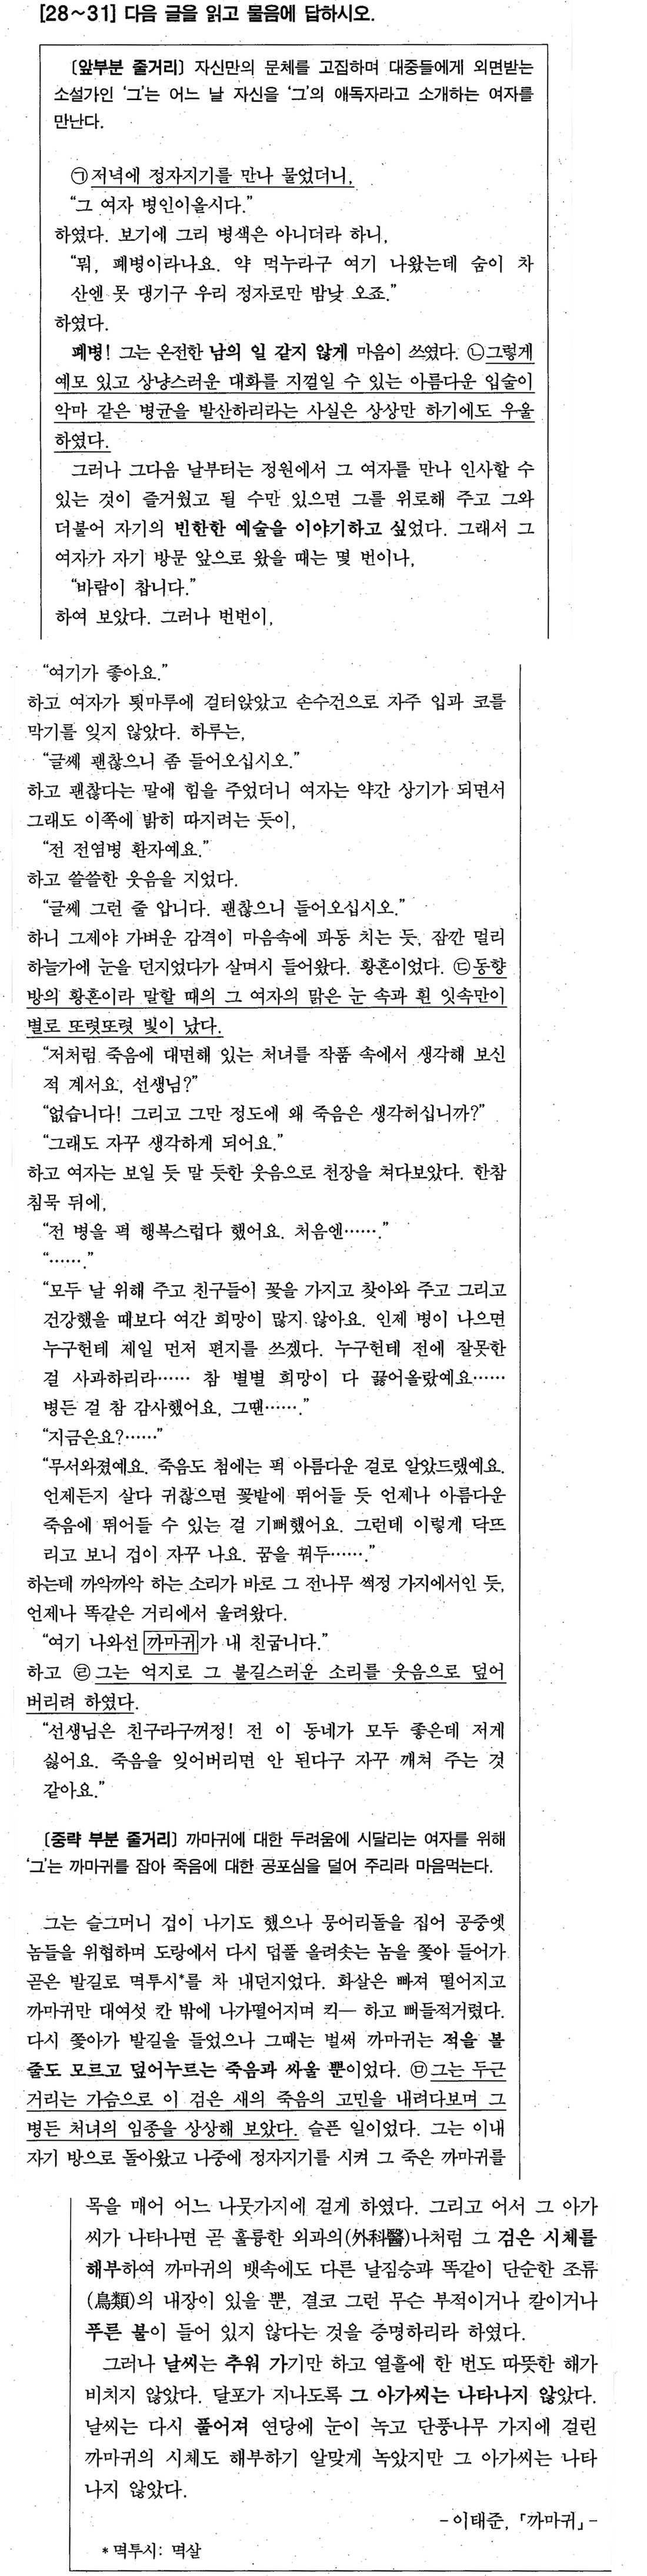 [28~31] 다음 글을 읽고 물음에 답하시오.
〔앞부분 줄거리〕 자신만의 문체를 고집하며 대중들에게 외면받는
소설가인 ‘그’는 어느 날 자신을 ‘그’의 애독자라고 소개하는 여자를
만난다.
㉠저녁에 정자지기를 만나 물었더니,
“그 여자 병인이올시다.”
하였다. 보기에 그리 병색은 아니더라 하니,
“뭐, 폐병이라나요. 약 먹누라구 여기 나왔는데 숨이 차
산엔 못 댕기구 우리 정자로만 밤낮 오죠.”
하였다.
폐병! 그는 온전한 남의 일 같지 않게 마음이 쓰였다. ㉡그렇게
예모 있고 상냥스러운 대화를 지껄일 수 있는 아름다운 입술이
악마 같은 병균을 발산하리라는 사실은 상상만 하기에도 우울
하였다.
그러나 그다음 날부터는 정원에서 그 여자를 만나 인사할 수
있는 것이 즐거웠고 될 수만 있으면 그를 위로해 주고 그와
더불어 자기의 빈한한 예술을 이야기하고 싶었다. 그래서 그
여자가 자기 방문 앞으로 왔을 때는 몇 번이나,
“바람이 찹니다.”
하여 보았다. 그러나 번번이,
“여기가 좋아요.”
하고 여자가 툇마루에 걸터앉았고 손수건으로 자주 입과 코를
막기를 잊지 않았다. 하루는,
“글쎄 괜찮으니 좀 들어오십시오.”
하고 괜찮다는 말에 힘을 주었더니 여자는 약간 상기가 되면서
그래도 이쪽에 밝히 따지려는 듯이,
“전 전염병 환자예요.”
하고 쓸쓸한 웃음을 지었다.
“글쎄 그런 줄 압니다. 괜찮으니 들어오십시오.”
하니 그제야 가벼운 감격이 마음속에 파동 치는 듯, 잠깐 멀리
하늘가에 눈을 던지었다가 살며시 들어왔다. 황혼이었다. ㉢동향
방의 황혼이라 말할 때의 그 여자의 맑은 눈 속과 흰 잇속만이
별로 또렷또렷 빛이 났다.
“저처럼 죽음에 대면해 있는 처녀를 작품 속에서 생각해 보신
적 계서요, 선생님?”
“없습니다! 그리고 그만 정도에 왜 죽음은 생각허십니까?”
“그래도 자꾸 생각하게 되어요.”
하고 여자는 보일 듯 말 듯한 웃음으로 천장을 쳐다보았다. 한참
침묵 뒤에,
“전 병을 퍽 행복스럽다 했어요. 처음엔…….”
“…….”
“모두 날 위해 주고 친구들이 꽃을 가지고 찾아와 주고 그리고
건강했을 때보다 여간 희망이 많지 않아요. 인제 병이 나으면
누구헌테 제일 먼저 편지를 쓰겠다. 누구헌테 전에 잘못한
걸 사과하리라…… 참 별별 희망이 다 끓어올랐예요……
병든 걸 참 감사했어요, 그땐…….”
“지금은요?……”
“무서와졌예요. 죽음도 첨에는 퍽 아름다운 걸로 알았드랬예요.
언제든지 살다 귀찮으면 꽃밭에 뛰어들 듯 언제나 아름다운
죽음에 뛰어들 수 있는 걸 기뻐했어요. 그런데 이렇게 닥뜨
리고 보니 겁이 자꾸 나요. 꿈을 꿔두…….”
하는데 까악까악 하는 소리가 바로 그 전나무 썩정 가지에서인 듯,
언제나 똑같은 거리에서 울려왔다.
“여기 나와선 까마귀가 내 친굽니다.”
하고 ㉣그는 억지로 그 불길스러운 소리를 웃음으로 덮어
버리려 하였다.
“선생님은 친구라구꺼정! 전 이 동네가 모두 좋은데 저게
싫어요. 죽음을 잊어버리면 안 된다구 자꾸 깨쳐 주는 것
같아요.”
〔중략 부분 줄거리〕 까마귀에 대한 두려움에 시달리는 여자를 위해
‘그’는 까마귀를 잡아 죽음에 대한 공포심을 덜어 주리라 마음먹는다.
그는 슬그머니 겁이 나기도 했으나 뭉어리돌을 집어 공중엣
놈들을 위협하며 도랑에서 다시 덥풀 올려솟는 놈을 쫓아 들어가
곧은 발길로 멱투시*를 차 내던지었다. 화살은 빠져 떨어지고
까마귀만 대여섯 칸 밖에 나가떨어지며 킥— 하고 뻐들적거렸다.
다시 쫓아가 발길을 들었으나 그때는 벌써 까마귀는 적을 볼
줄도 모르고 덮어누르는 죽음과 싸울 뿐이었다. ㉤그는 두근
거리는 가슴으로 이 검은 새의 죽음의 고민을 내려다보며 그
병든 처녀의 임종을 상상해 보았다. 슬픈 일이었다. 그는 이내
자기 방으로 돌아왔고 나중에 정자지기를 시켜 그 죽은 까마귀를
목을 매어 어느 나뭇가지에 걸게 하였다. 그리고 어서 그 아가
씨가 나타나면 곧 훌륭한 외과의(外科醫)나처럼 그 검은 시체를
해부하여 까마귀의 뱃속에도 다른 날짐승과 똑같이 단순한 조류
(鳥類)의 내장이 있을 뿐, 결코 그런 무슨 부적이거나 칼이거나
푸른 불이 들어 있지 않다는 것을 증명하리라 하였다.
그러나 날씨는 추워 가기만 하고 열흘에 한 번도 따뜻한 해가
비치지 않았다. 달포가 지나도록 그 아가씨는 나타나지 않았다.
날씨는 다시 풀어져 연당에 눈이 녹고 단풍나무 가지에 걸린
까마귀의 시체도 해부하기 알맞게 녹았지만 그 아가씨는 나타
나지 않았다.
- 이태준, 「까마귀」 -
* 멱투시: 멱살